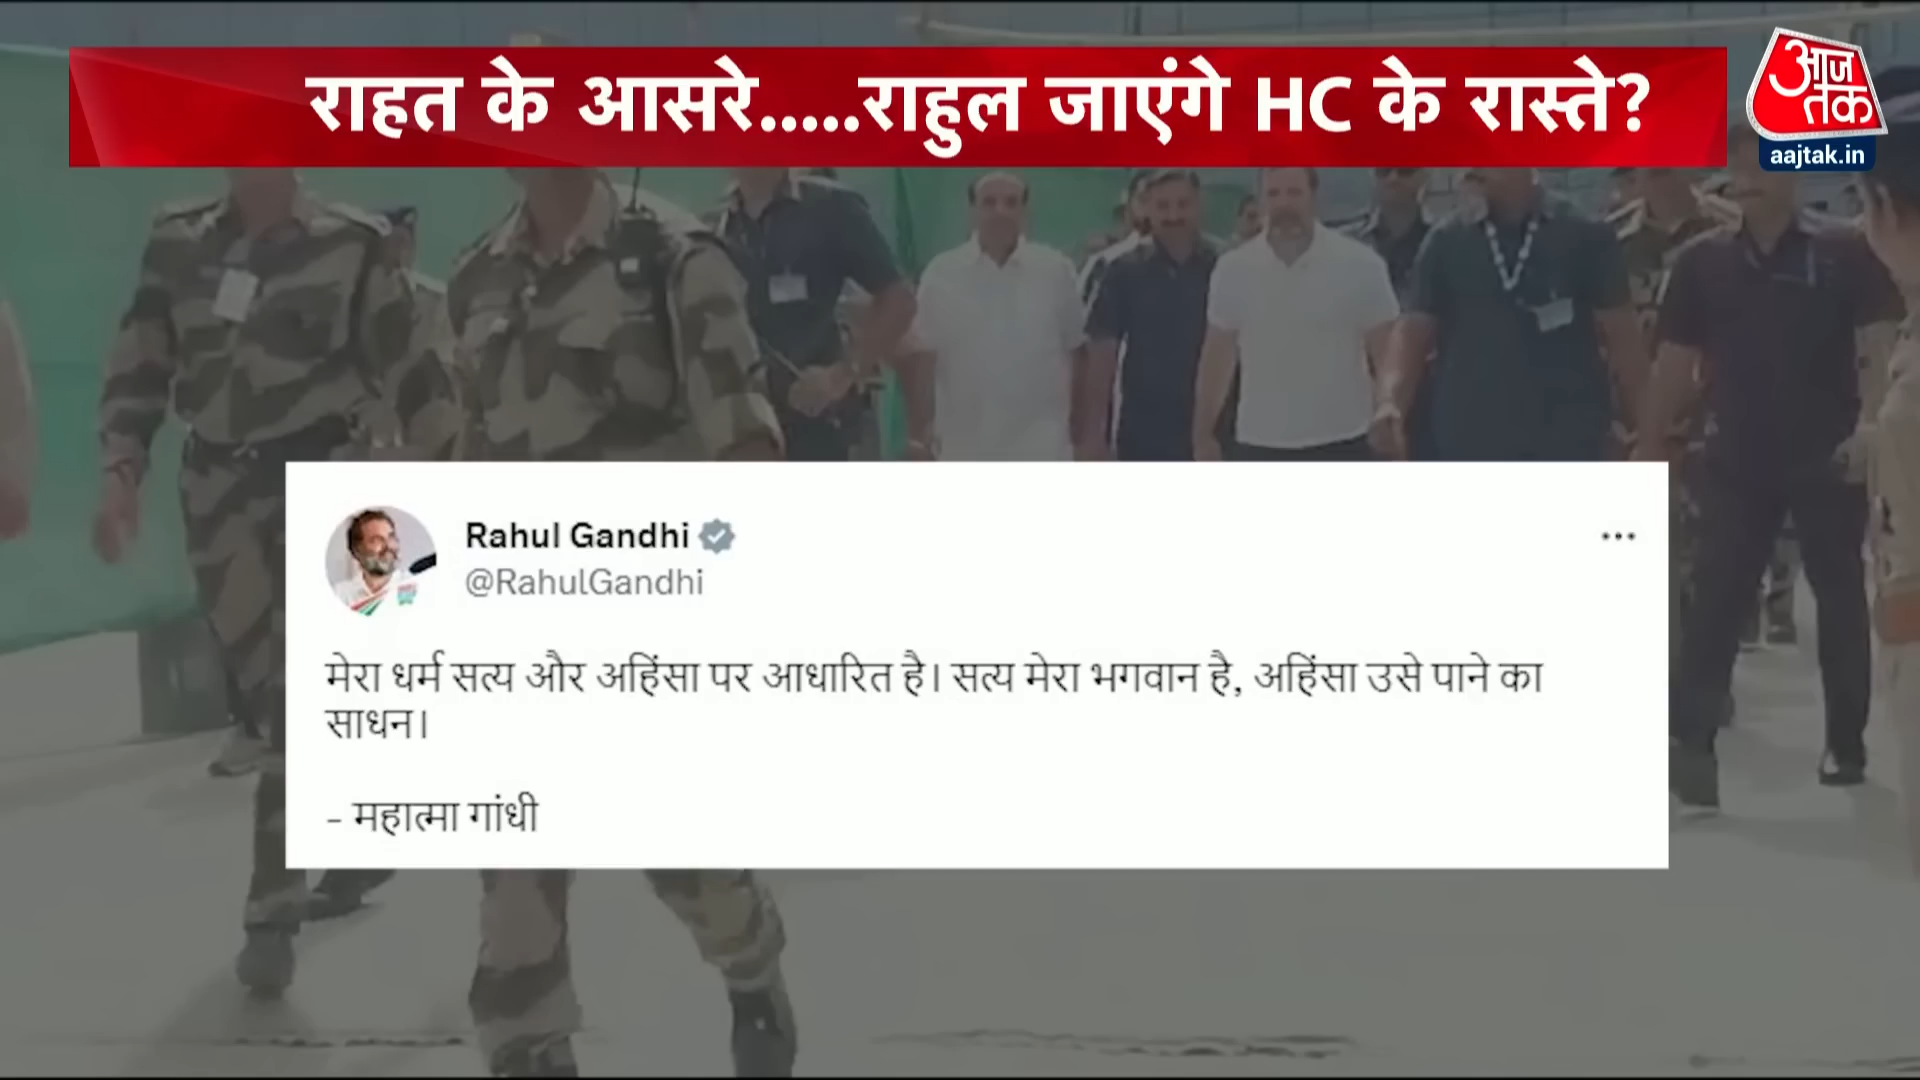 राहत के आसरे.....राहुल जाएंगे HC के रास्ते?
आज
तक
aajtak.in
Rahul Gandhi
@RahulGandhi
मेरा धर्म सत्य और अहिंसा पर आधारित है। सत्य मेरा भगवान है, अहिंसा उसे पाने का
साधन।
- महात्मा गांधी